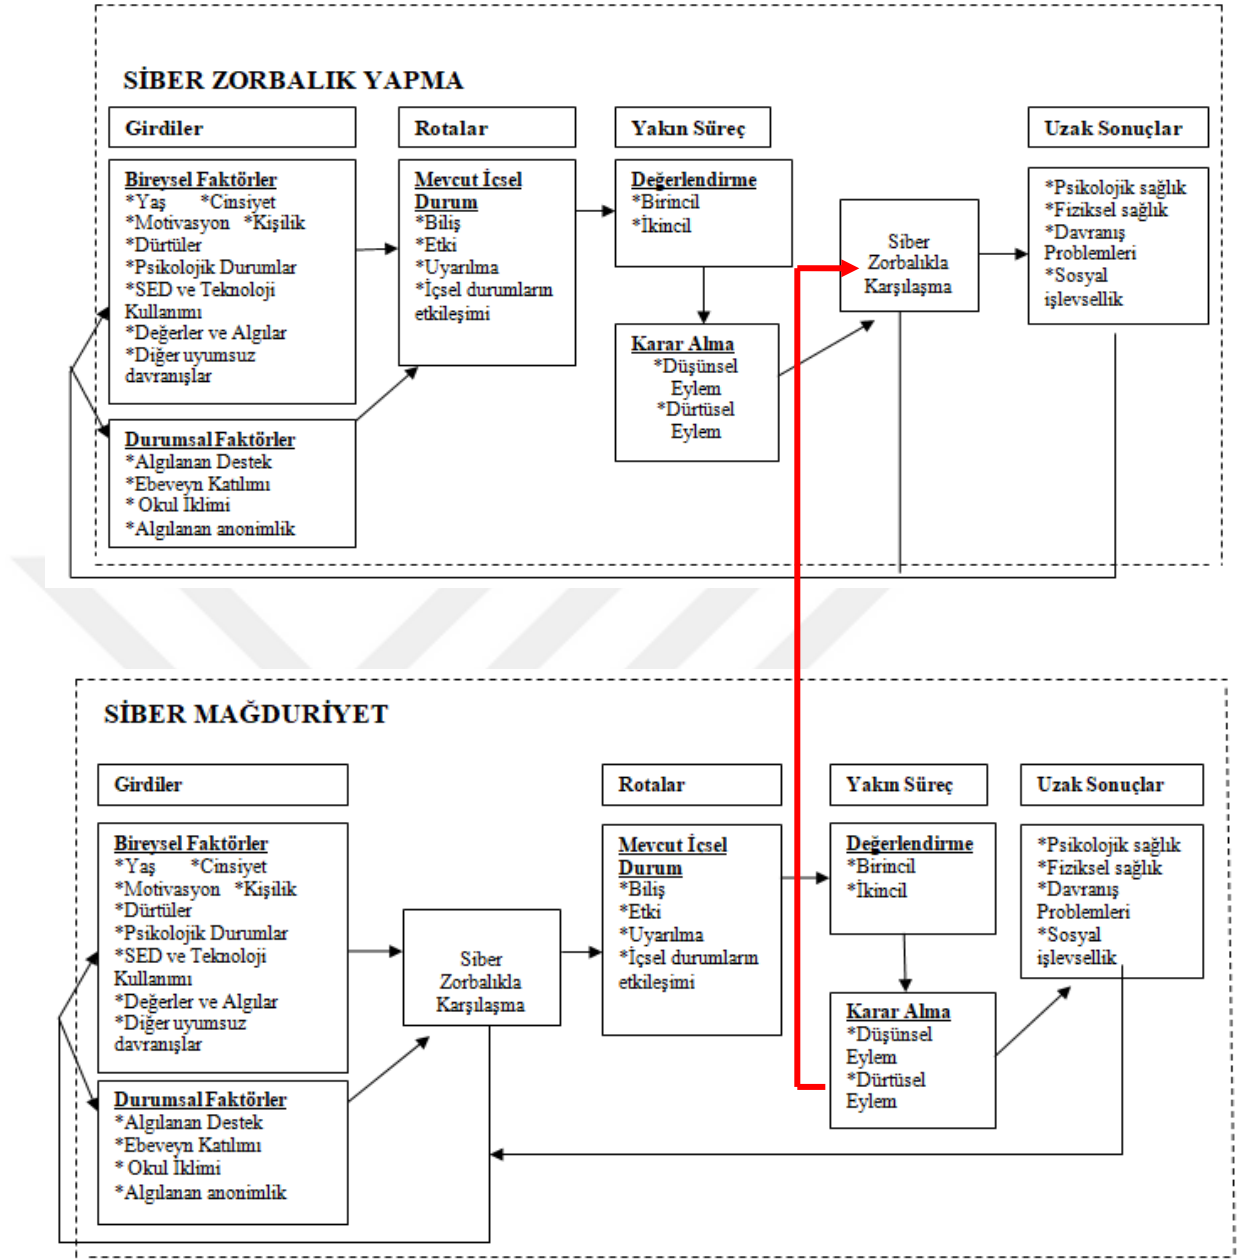 SİBER ZORBALIK YAPMA
Girdiler
Rotalar
Yakın Süreç
Uzak Sonuçlar
Bireysel Faktörler
*Yaş *Cinsiyet
*Motivasyon *Kişilik
*Dürtüler
*Psikolojik Durumlar
*SED ve Teknoloji
Kullanımı
*Değerler ve Algılar
*Diğer uyumsuz
davranışlar
Durumsal Faktörler
*Algılanan Destek
*Ebeveyn Katılımı
* Okul İklimi
*Algılanan anonimlik
Mevcut İçsel
Durum
*Biliş
*Etki
*Uyarılma
*İçsel durumların
etkileşimi
Değerlendirme
*Birincil
*İkincil
Karar Alma
*Düşünsel
Eylem
*Dürtüsel
Eylem
Siber
Zorbalıkla
Karşılaşma
*Psikolojik sağlık
*Fiziksel sağlık
*Davranış
Problemleri
*Sosyal
işlevsellik
SİBER MAĞDURİYET
Girdiler
Rotalar
Yakın Süreç
Uzak Sonuçlar
Bireysel Faktörler
*Yaş *Cinsiyet
*Motivasyon *Kişilik
*Dürtüler
*Psikolojik Durumlar
*SED ve Teknoloji
Kullanımı
*Değerler ve Algılar
*Diğer uyumsuz
davranışlar
Durumsal Faktörler
*Algılanan Destek
*Ebeveyn Katılımı
* Okul İklimi
*Algılanan anonimlik
Siber
Zorbalıkla
Karşılaşma
Mevcut İçsel
Durum
*Biliş
*Etki
*Uyarılma
*İçsel durumların
etkileşimi
Değerlendirme
*Birincil
*İkincil
Karar Alma
*Düşünsel
Eylem
*Dürtüsel
Eylem
*Psikolojik sağlık
*Fiziksel sağlık
*Davranış
Problemleri
*Sosyal
işlevsellik